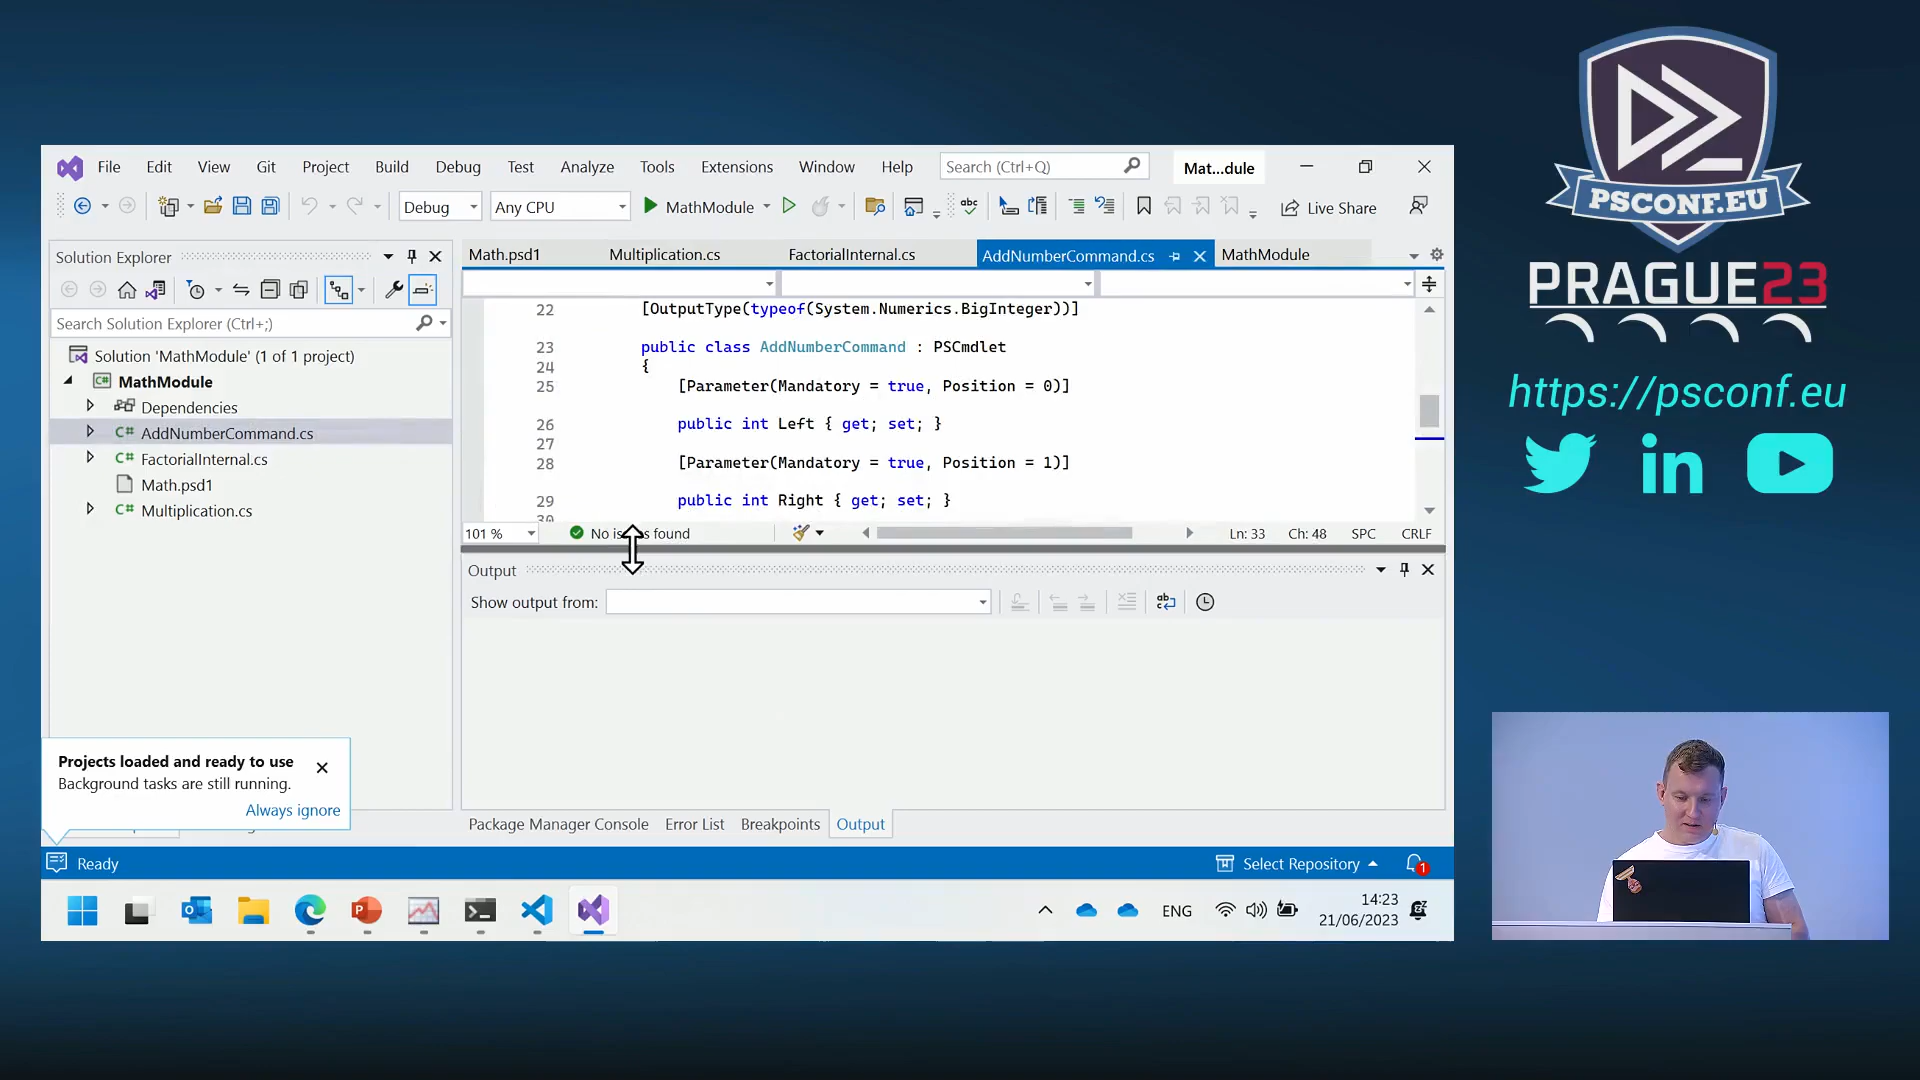 File Edit View Git Project Build Debug Test Analyze Tools Extensions Window Help Search (Ctrl+Q) Mat...dule
Debug Any CPU MathModule Live Share
Solution Explorer
Search Solution Explorer (Ctrl+;)
Solution 'MathModule' (1 of 1 project)
MathModule
Dependencies
C# AddNumberCommand.cs
C# FactorialInternal.cs
Math.psd1
C# Multiplication.cs
Math.psd1 Multiplication.cs FactorialInternal.cs AddNumberCommand.cs MathModule
22 [OutputType(typeof(System.Numerics.BigInteger))]
23 public class AddNumberCommand : PSCmdlet
24 {
25 [Parameter(Mandatory = true, Position = 0)]
26 public int Left { get; set; }
27
28 [Parameter(Mandatory = true, Position = 1)]
29 public int Right { get; set; }
30
101 % No issues found Ln: 33 Ch: 48 SPC CRLF
Output
Show output from:
Projects loaded and ready to use
Background tasks are still running.
Always ignore
Package Manager Console Error List Breakpoints Output
Ready Select Repository 1
ENG 14:23
21/06/2023
PSCONF.EU
PRAGUE23
https://psconf.eu
in